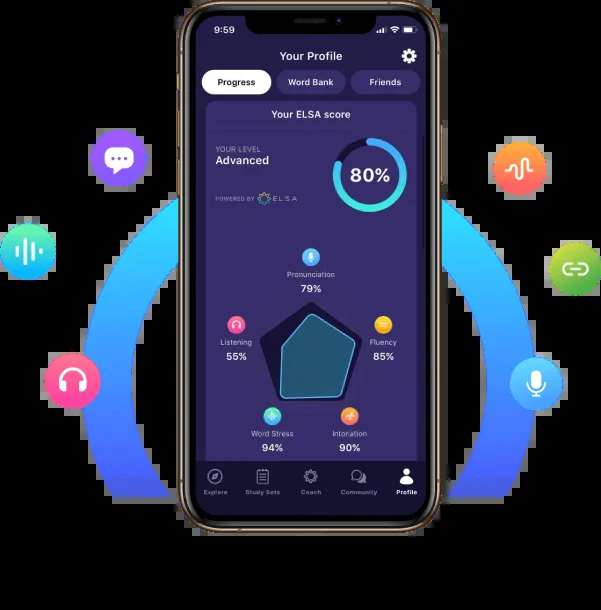 9:59
Your Profile
Progress
Word Bank
Friends
Your ELSA score
YOUR LEVEL
Advanced
80%
POWERED BY ELSA
Pronunciation
79%
Listening
55%
Fluency
85%
Word Stress
94%
Intonation
90%
Explore
Study Sets
Coach
Community
Profile